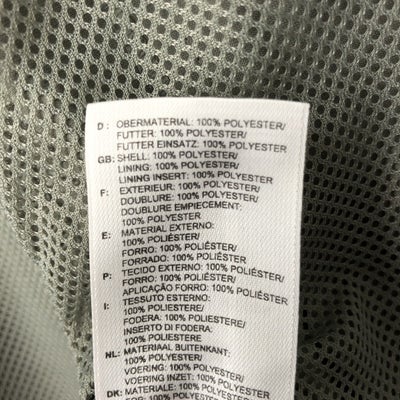 D : OBERMATERIAL: 100% POLYESTER/
FUTTER: 100% POLYESTER/
FUTTER EINSATZ: 100% POLYESTER
GB: SHELL: 100% POLYESTER/
LINING: 100% POLYESTER/
LINING INSERT: 100% POLYESTER
F : EXTERIEUR: 100% POLYESTER/
DOUBLURE: 100% POLYESTER/
DOUBLURE EMPIECEMENT:
100% POLYESTER
E : MATERIAL EXTERNO:
100% POLIÉSTER/
FORRO: 100% POLIÉSTER/
FORRADO: 100% POLIÉSTER
P : TECIDO EXTERNO: 100% POLIÉSTER/
FORRO: 100% POLIÉSTER/
APLICAÇÃO FORRO: 100% POLIÉSTER
I : TESSUTO ESTERNO:
100% POLIESTERE/
FODERA: 100% POLIESTERE/
INSERTO DI FODERA:
100% POLIESTERE
NL: MATERIAAL BUITENKANT:
100% POLYESTER/
VOERING: 100% POLYESTER/
VOERING INZET: 100% POLYESTER
DK: MATERIALE: 100% POLYESTER/
FOR: 100% POLYESTER/